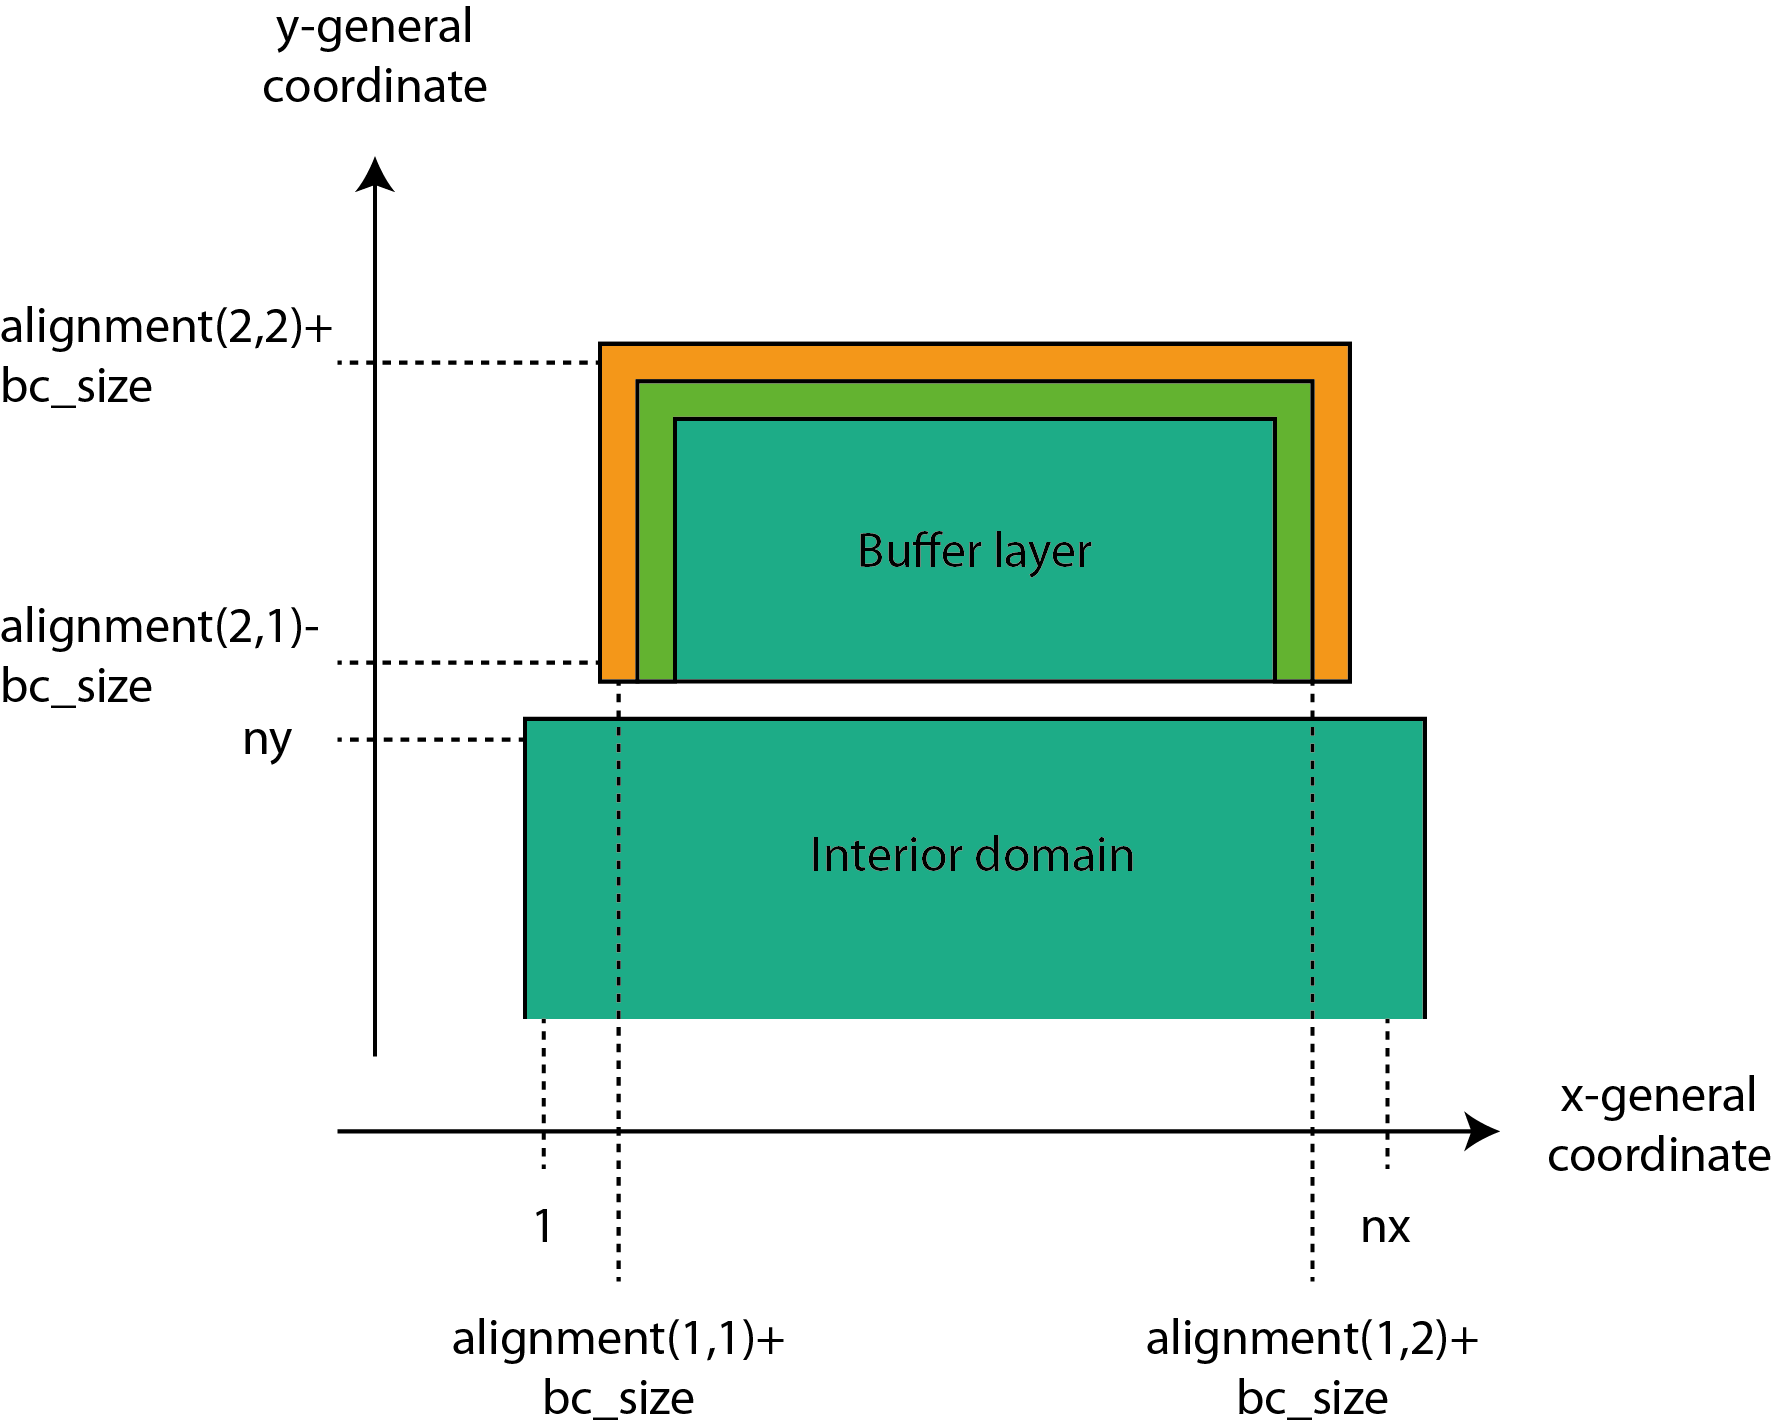 y-general
coordinate
alignment(2,2)+
bc_size
Buffer layer
alignment(2,1)-
bc_size
ny
Interior domain
x-general
coordinate
1
nx
alignment(1,1)+
bc_size
alignment(1,2)+
bc_size